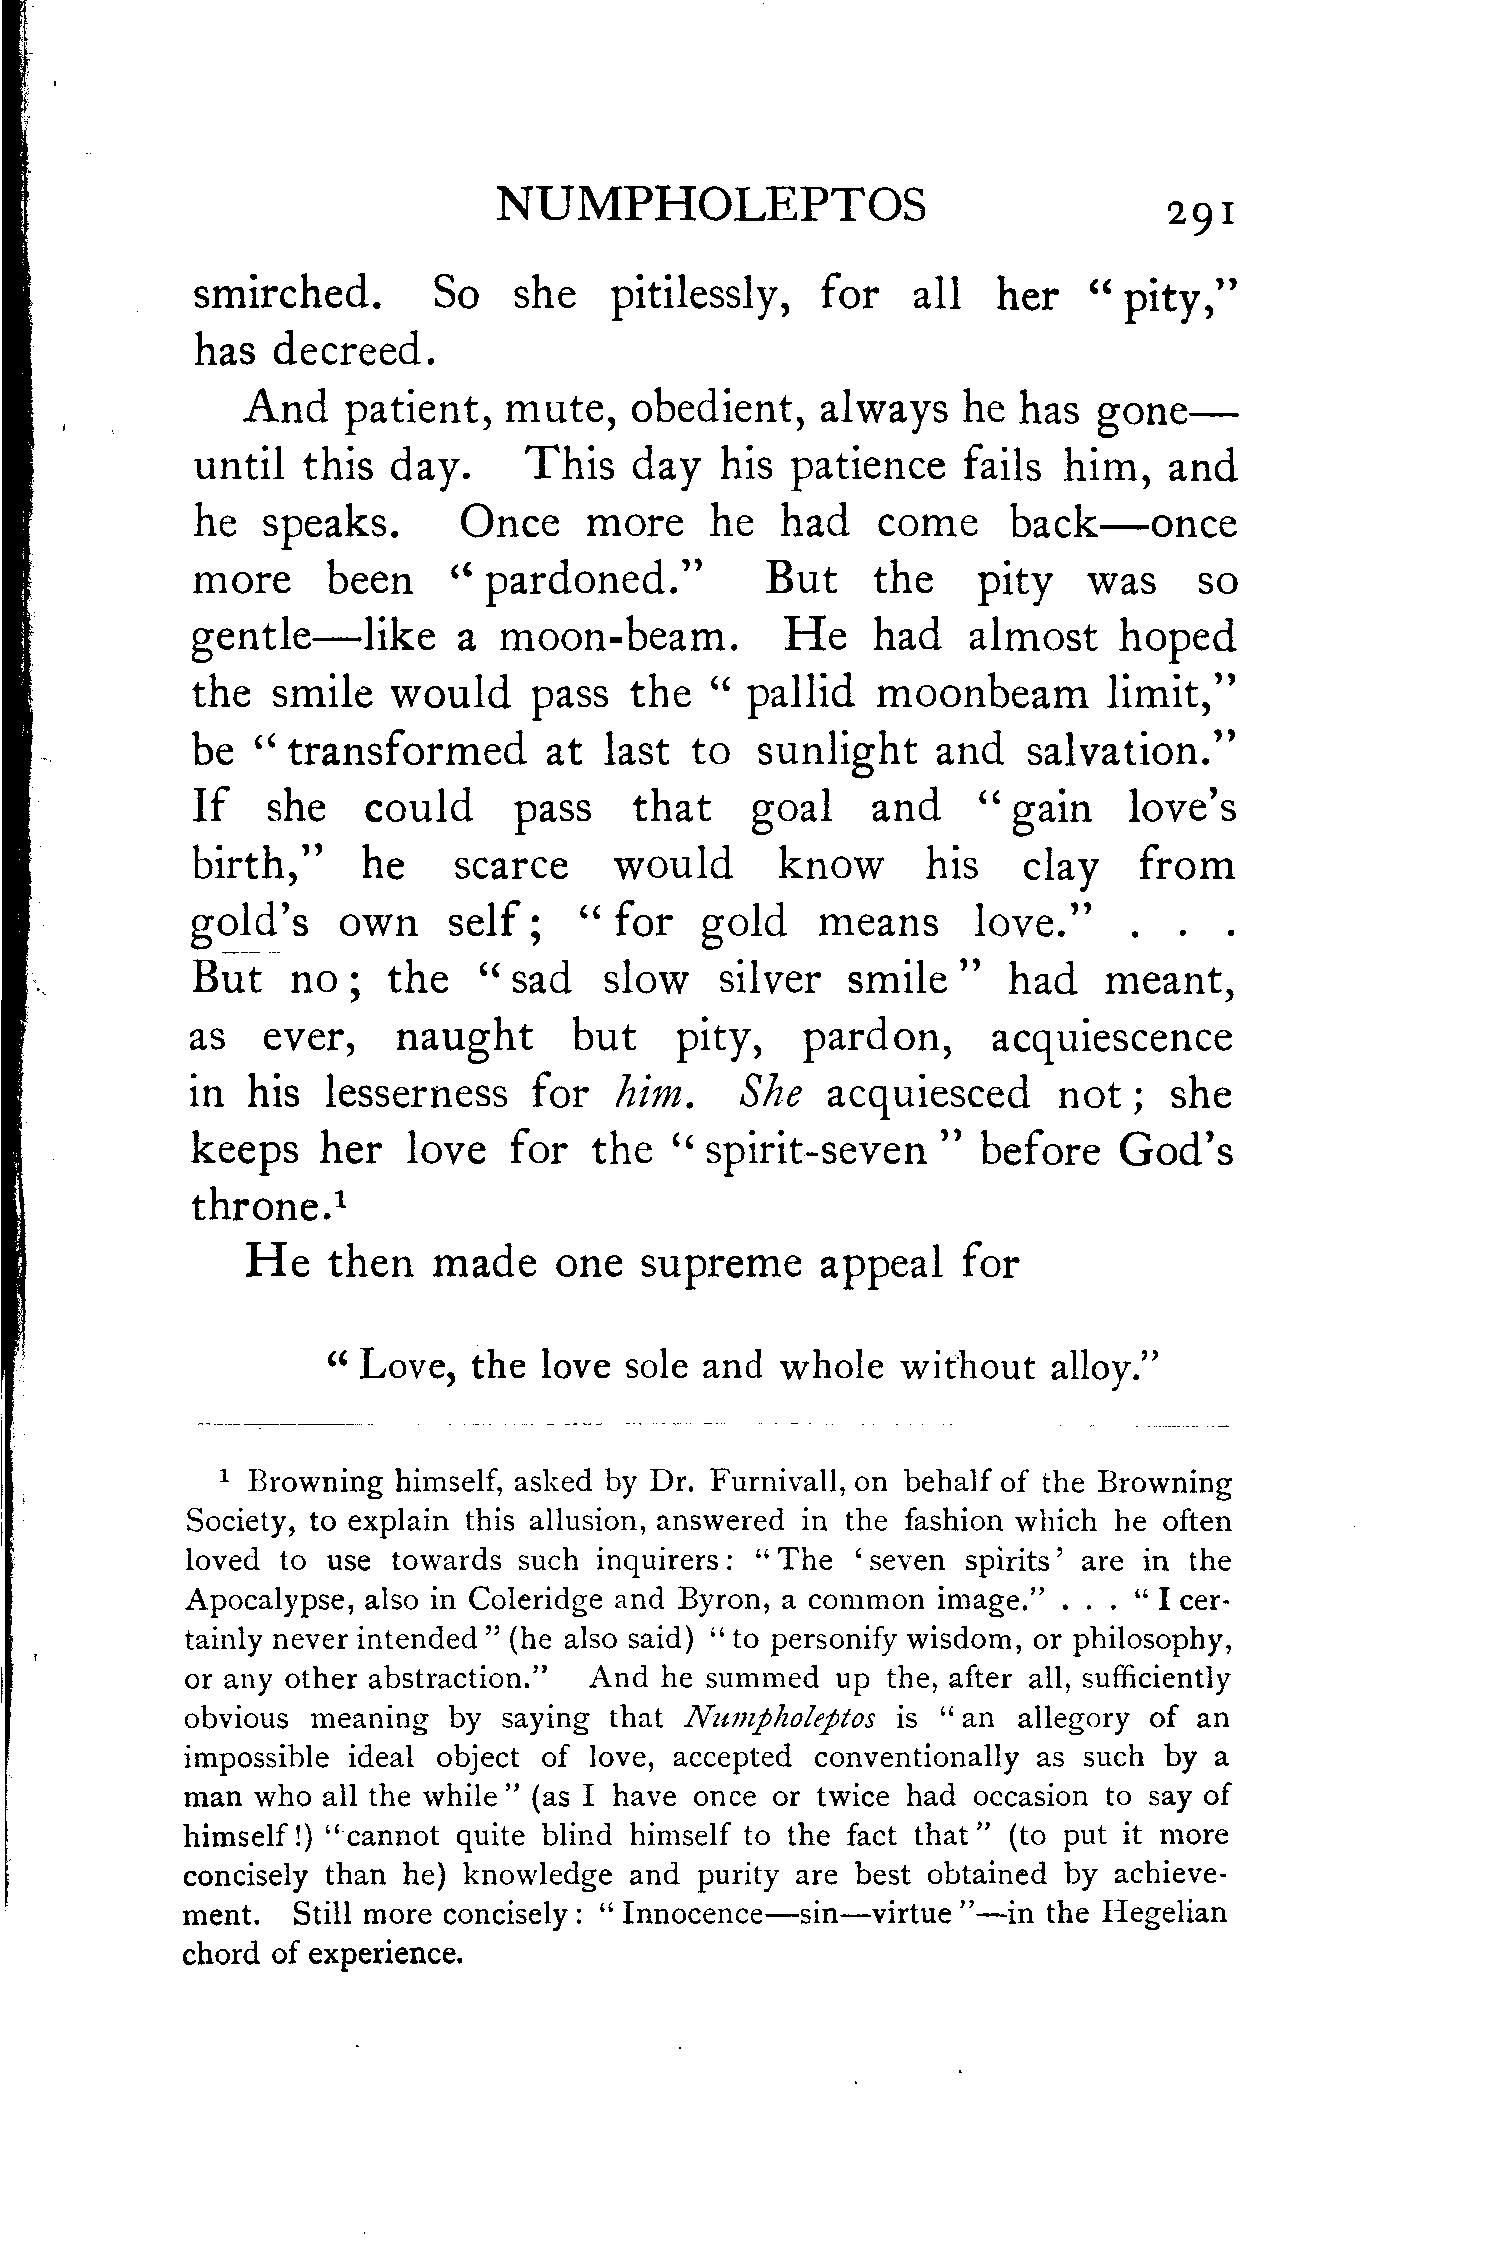 NUMPHOLEPTOS 291
smirched. So she pitilessly, for all her “pity,”
has decreed.
And patient, mute, obedient, always he has gone—
until this day. This day his patience fails him, and
he speaks. Once more he had come back—once
more been “pardoned.” But the pity was so
gentle—like a moon-beam. He had almost hoped
the smile would pass the “pallid moonbeam limit,”
be “transformed at last to sunlight and salvation.”
If she could pass that goal and “gain love’s
birth,” he scarce would know his clay from
gold’s own self; “for gold means love.” . . .
But no; the “sad slow silver smile” had meant,
as ever, naught but pity, pardon, acquiescence
in his lesserness for him. She acquiesced not; she
keeps her love for the “spirit-seven” before God’s
throne.¹
He then made one supreme appeal for
“Love, the love sole and whole without alloy.”
¹ Browning himself, asked by Dr. Furnivall, on behalf of the Browning
Society, to explain this allusion, answered in the fashion which he often
loved to use towards such inquirers: “The ‘seven spirits’ are in the
Apocalypse, also in Coleridge and Byron, a common image.” . . . “I cer-
tainly never intended” (he also said) “to personify wisdom, or philosophy,
or any other abstraction.” And he summed up the, after all, sufficiently
obvious meaning by saying that Numpholeptos is “an allegory of an
impossible ideal object of love, accepted conventionally as such by a
man who all the while” (as I have once or twice had occasion to say of
himself!) “cannot quite blind himself to the fact that” (to put it more
concisely than he) knowledge and purity are best obtained by achieve-
ment. Still more concisely: “Innocence—sin—virtue”—in the Hegelian
chord of experience.